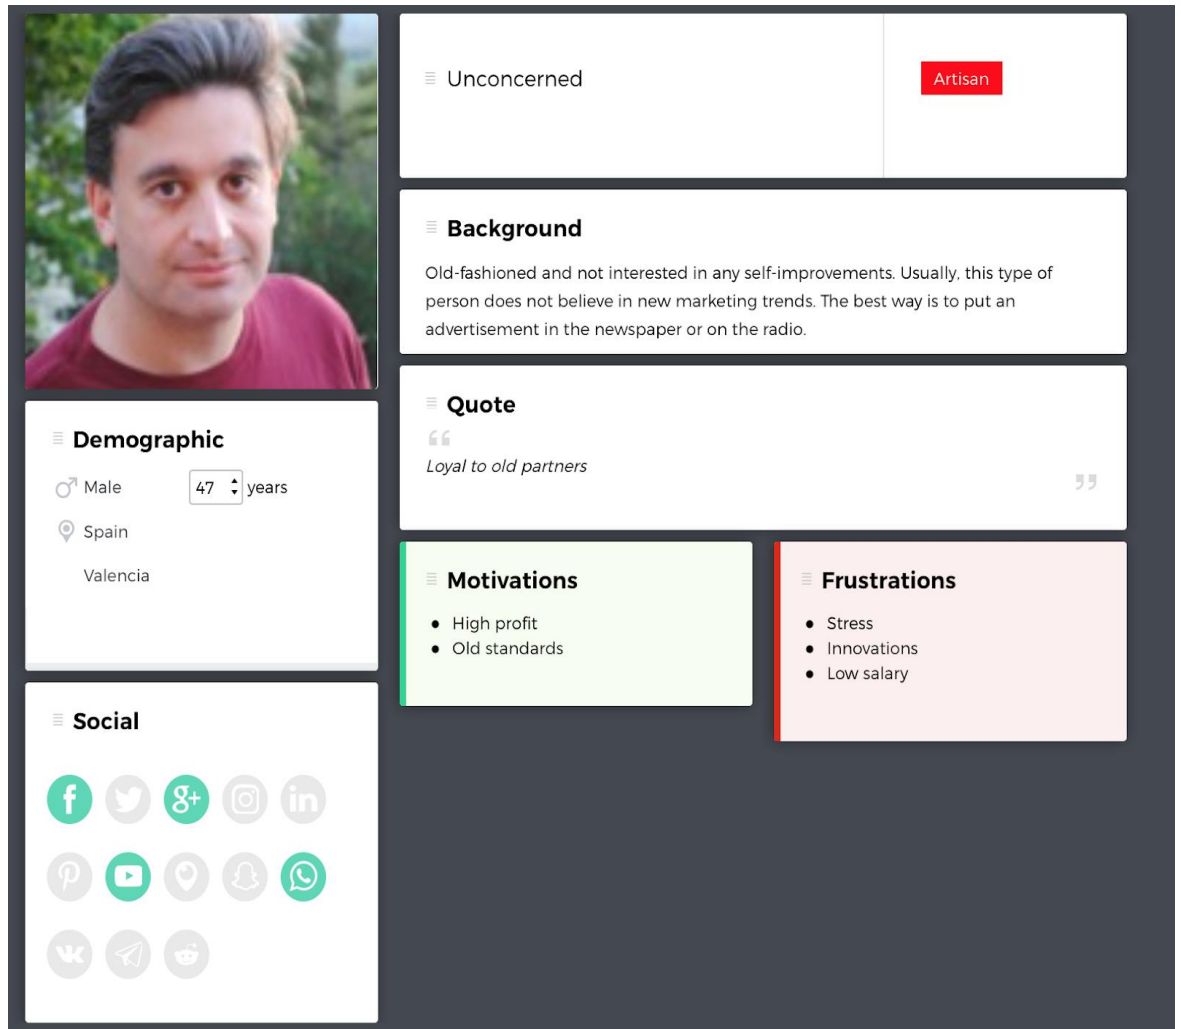 Unconcerned
Artisan
Background
Old-fashioned and not interested in any self-improvements. Usually, this type of
person does not believe in new marketing trends. The best way is to put an
advertisement in the newspaper or on the radio.
Quote
“
Loyal to old partners
”
Demographic
Male 47 years
Spain
Valencia
Motivations
• High profit
• Old standards
Frustrations
• Stress
• Innovations
• Low salary
Social